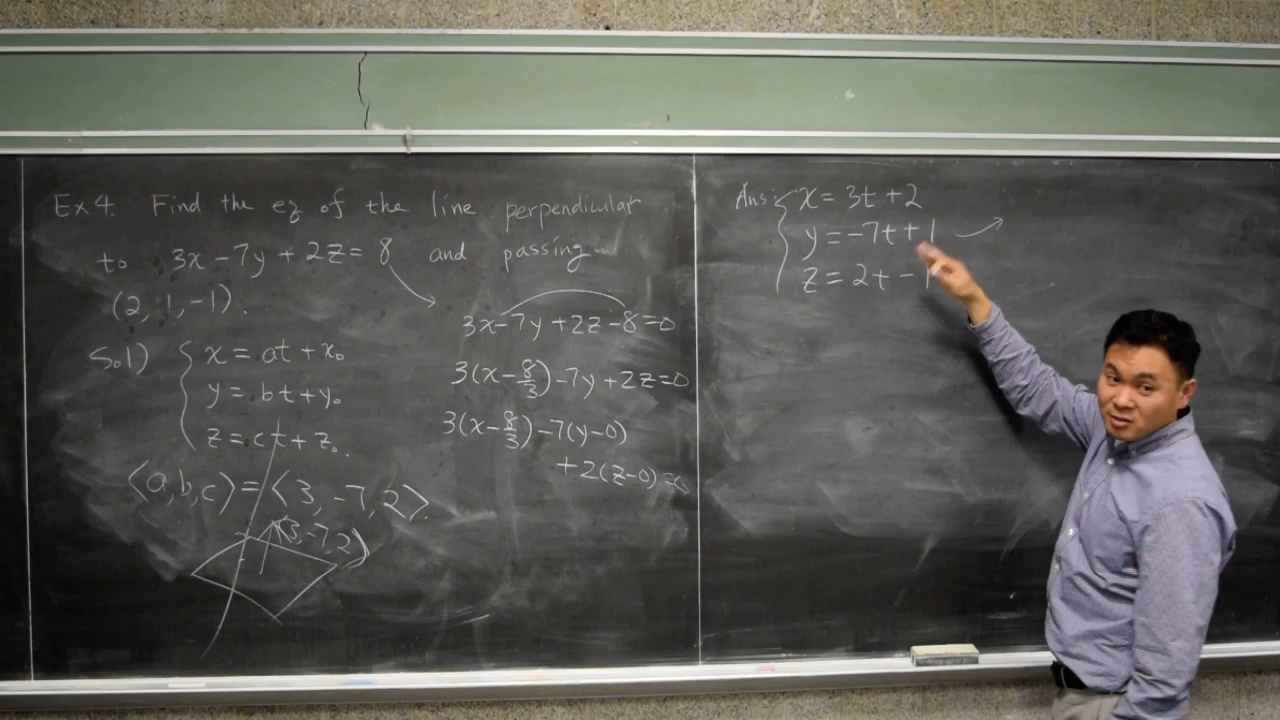 Ex 4. Find the eq of the line perpendicular
to 3x-7y+2z=8 and passing
(2, 1, -1).
Sol) { x = at + x₀
y = bt + y₀
z = ct + z₀.
⟨a,b,c⟩ = ⟨3, -7, 2⟩.
(3,-7,2)
3x-7y+2z-8=0
3(x-8/3)-7y+2z=0
3(x-8/3)-7(y-0)
+2(z-0)=0
Ans: { x = 3t+2
y = -7t+1
z = 2t-1